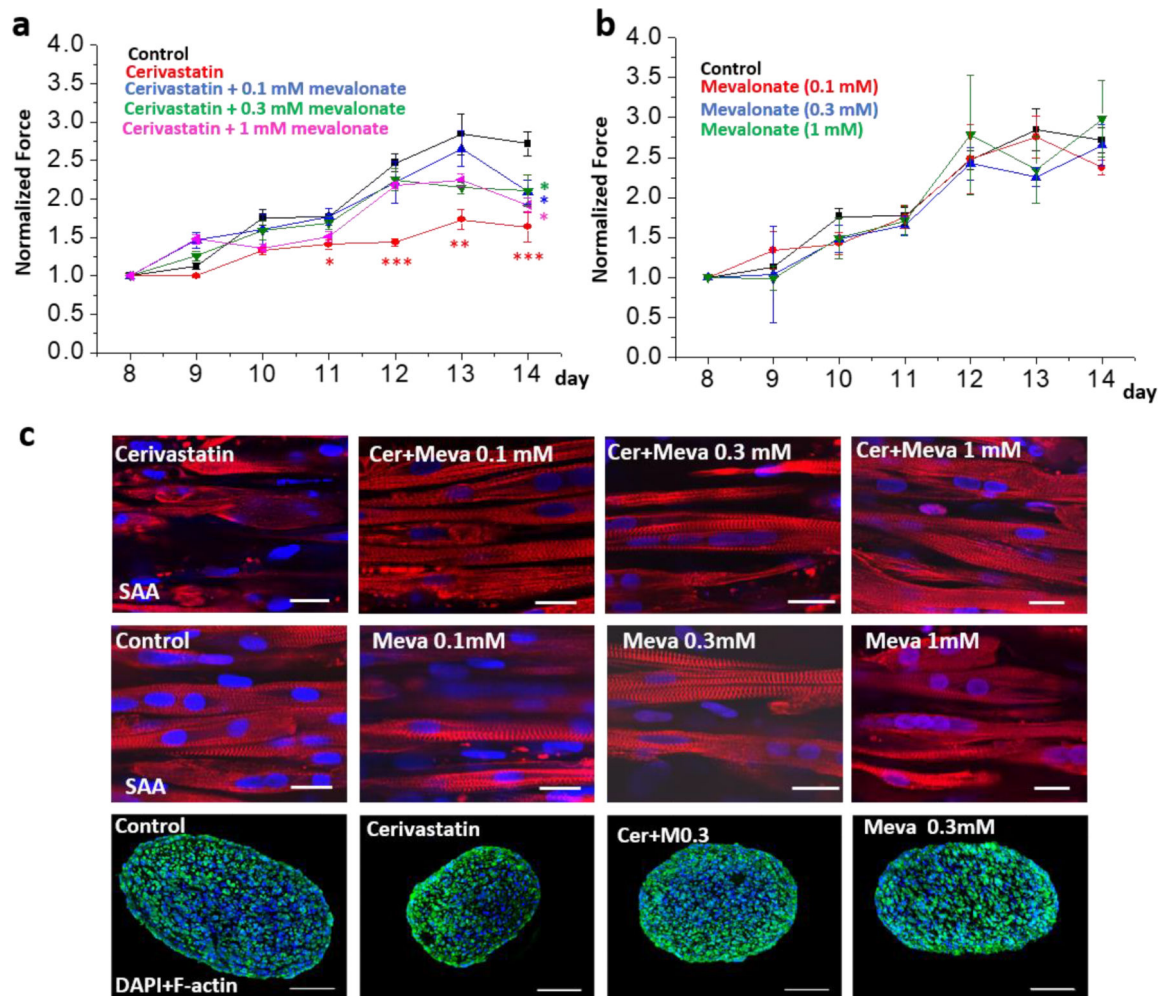 a
4.0
3.5
3.0
2.5
2.0
1.5
1.0
0.5
0.0
Normalized Force
Control
Cerivastatin
Cerivastatin + 0.1 mM mevalonate
Cerivastatin + 0.3 mM mevalonate
Cerivastatin + 1 mM mevalonate
*
*
*
* *** ** ***
8 9 10 11 12 13 14 day
b
4.0
3.5
3.0
2.5
2.0
1.5
1.0
0.5
0.0
Normalized Force
Control
Mevalonate (0.1 mM)
Mevalonate (0.3 mM)
Mevalonate (1 mM)
8 9 10 11 12 13 14 day
c
Cerivastatin
SAA
Cer+Meva 0.1 mM
Cer+Meva 0.3 mM
Cer+Meva 1 mM
Control
SAA
Meva 0.1mM
Meva 0.3mM
Meva 1mM
Control
DAPI+F-actin
Cerivastatin
Cer+M0.3
Meva 0.3mM